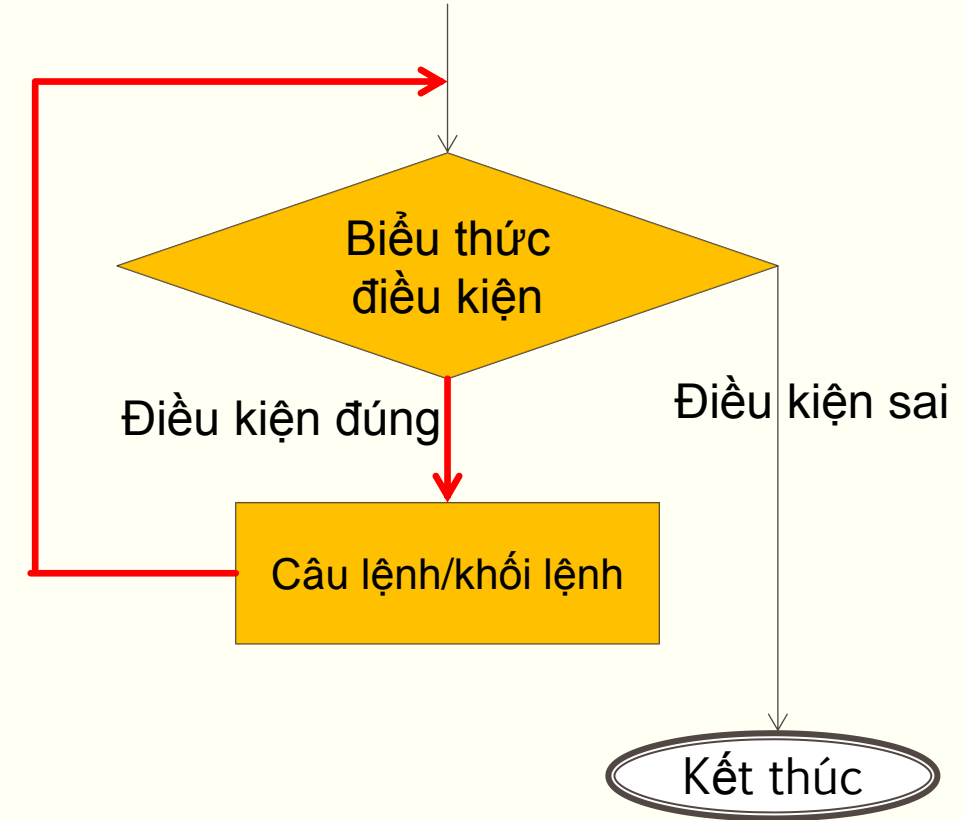 Biểu thức
điều kiện
Điều kiện đúng
Điều kiện sai
Câu lệnh/khối lệnh
Kết thúc